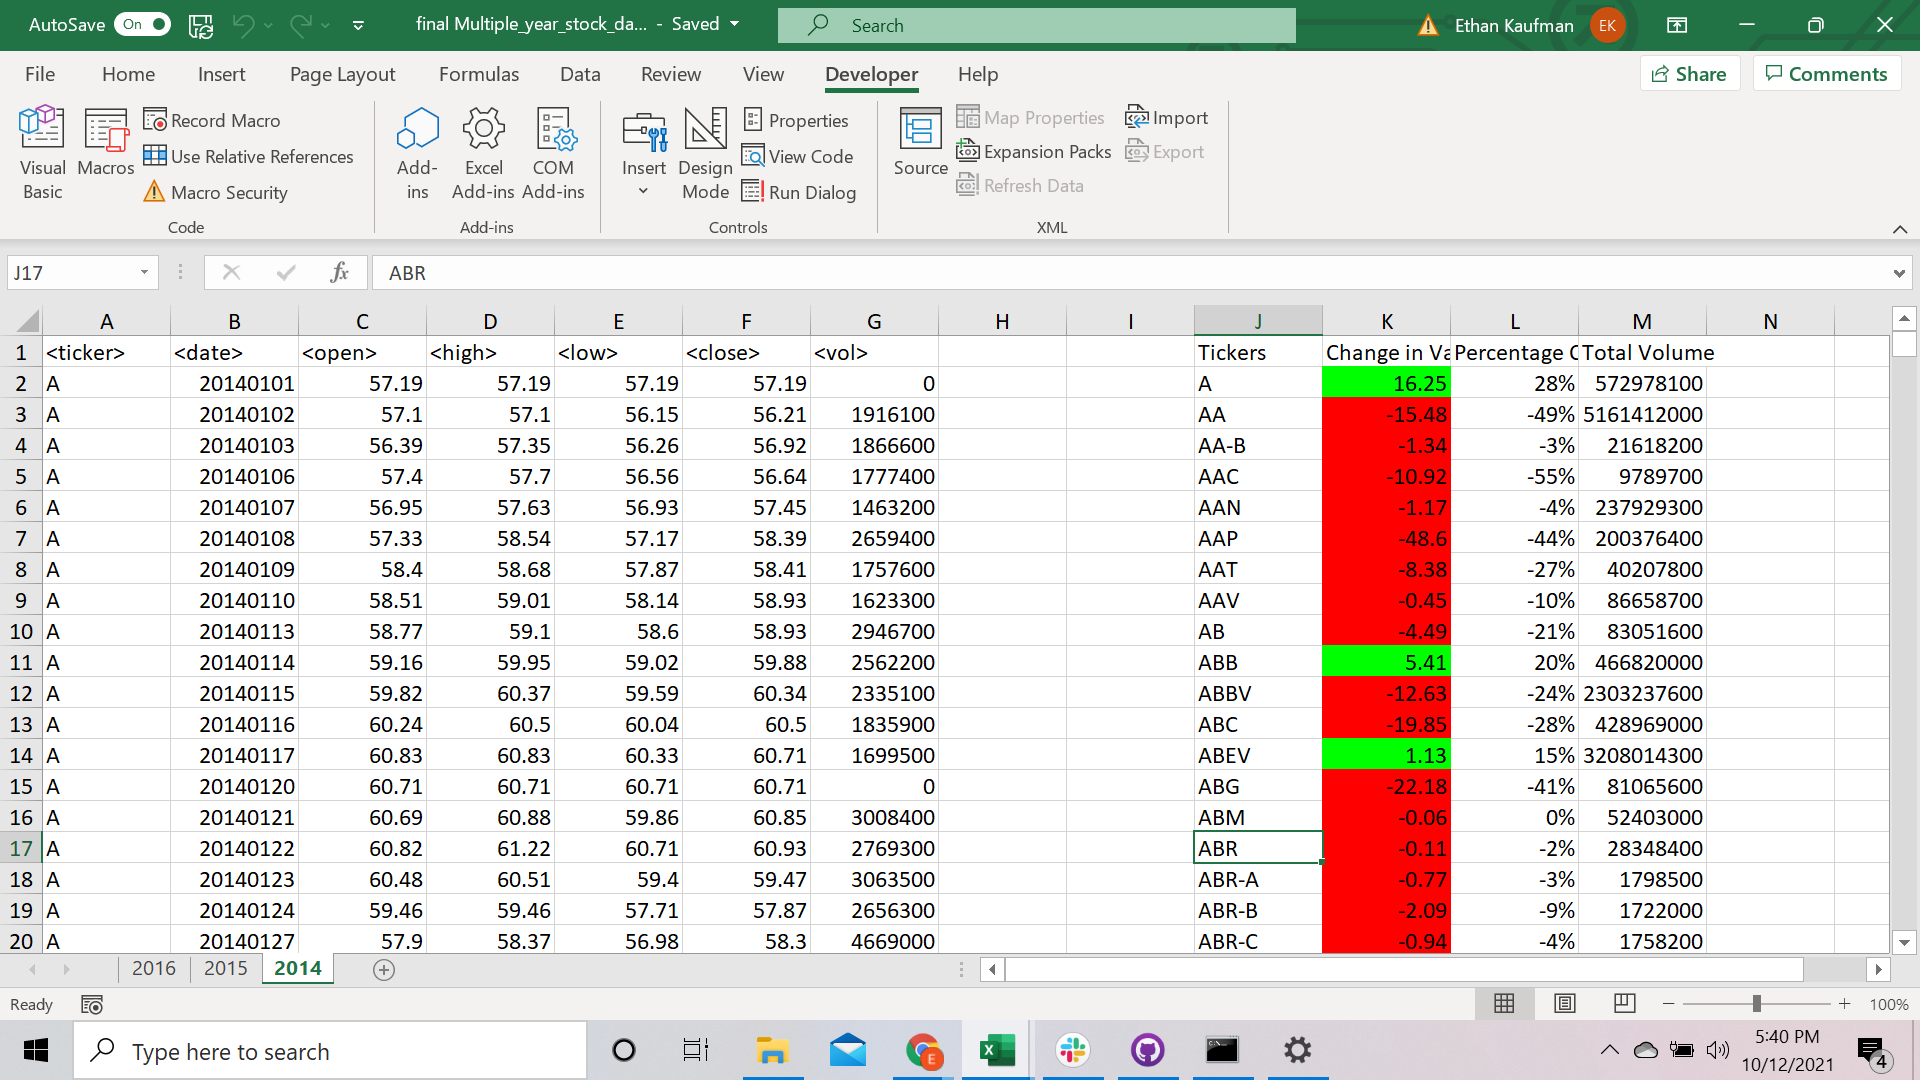 AutoSave On final Multiple_year_stock_da... - Saved Search Ethan Kaufman EK
File Home Insert Page Layout Formulas Data Review View Developer Help Share Comments
Visual Basic Macros Record Macro Use Relative References Macro Security Code
Add-ins Excel Add-ins COM Add-ins Add-ins
Insert Design Mode Properties View Code Run Dialog Controls
Source Map Properties Expansion Packs Refresh Data Import Export XML
J17 fx ABR
A B C D E F G H I J K L M N
1 <ticker> <date> <open> <high> <low> <close> <vol> Tickers Change in Va Percentage C Total Volume
2 A 20140101 57.19 57.19 57.19 57.19 0 A 16.25 28% 572978100
3 A 20140102 57.1 57.1 56.15 56.21 1916100 AA -15.48 -49% 5161412000
4 A 20140103 56.39 57.35 56.26 56.92 1866600 AA-B -1.34 -3% 21618200
5 A 20140106 57.4 57.7 56.56 56.64 1777400 AAC -10.92 -55% 9789700
6 A 20140107 56.95 57.63 56.93 57.45 1463200 AAN -1.17 -4% 237929300
7 A 20140108 57.33 58.54 57.17 58.39 2659400 AAP -48.6 -44% 200376400
8 A 20140109 58.4 58.68 57.87 58.41 1757600 AAT -8.38 -27% 40207800
9 A 20140110 58.51 59.01 58.14 58.93 1623300 AAV -0.45 -10% 86658700
10 A 20140113 58.77 59.1 58.6 58.93 2946700 AB -4.49 -21% 83051600
11 A 20140114 59.16 59.95 59.02 59.88 2562200 ABB 5.41 20% 466820000
12 A 20140115 59.82 60.37 59.59 60.34 2335100 ABBV -12.63 -24% 2303237600
13 A 20140116 60.24 60.5 60.04 60.5 1835900 ABC -19.85 -28% 428969000
14 A 20140117 60.83 60.83 60.33 60.71 1699500 ABEV 1.13 15% 3208014300
15 A 20140120 60.71 60.71 60.71 60.71 0 ABG -22.18 -41% 81065600
16 A 20140121 60.69 60.88 59.86 60.85 3008400 ABM -0.06 0% 52403000
17 A 20140122 60.82 61.22 60.71 60.93 2769300 ABR -0.11 -2% 28348400
18 A 20140123 60.48 60.51 59.4 59.47 3063500 ABR-A -0.77 -3% 1798500
19 A 20140124 59.46 59.46 57.71 57.87 2656300 ABR-B -2.09 -9% 1722000
20 A 20140127 57.9 58.37 56.98 58.3 4669000 ABR-C -0.94 -4% 1758200
2016 2015 2014
Ready 100%
Type here to search E 5:40 PM
10/12/2021 4